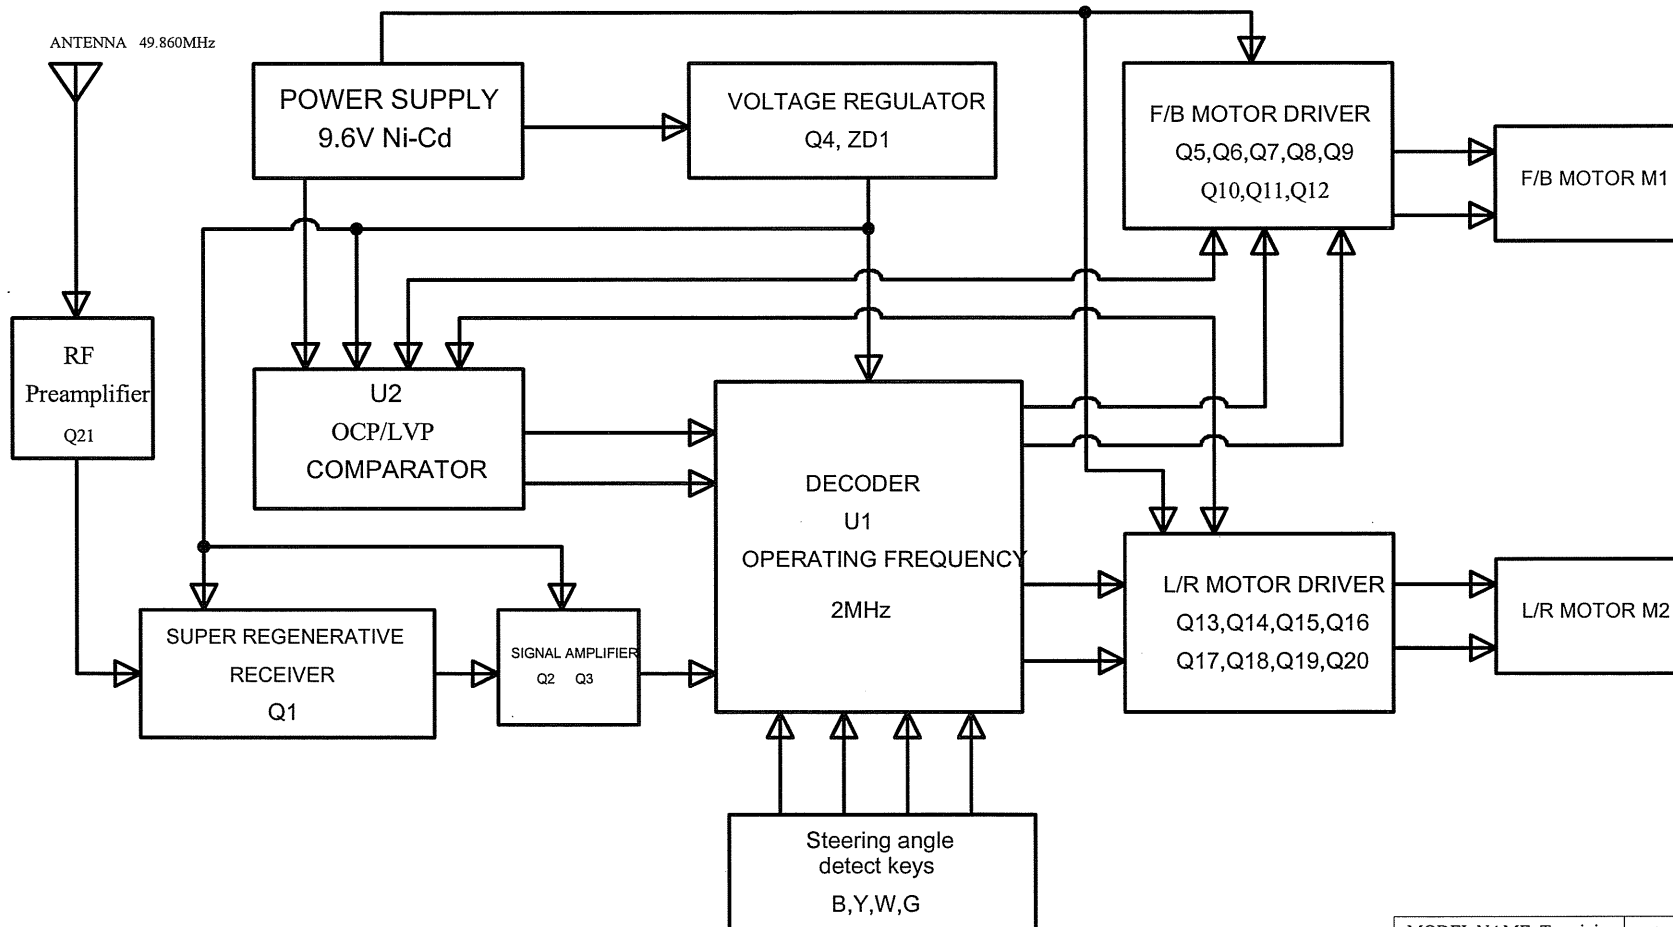 ANTENNA 49.860MHz
POWER SUPPLY
9.6V Ni-Cd
VOLTAGE REGULATOR
Q4, ZD1
F/B MOTOR DRIVER
Q5,Q6,Q7,Q8,Q9
Q10,Q11,Q12
F/B MOTOR M1
RF
Preamplifier
Q21
U2
OCP/LVP
COMPARATOR
DECODER
U1
OPERATING FREQUENCY
2MHz
L/R MOTOR DRIVER
Q13,Q14,Q15,Q16
Q17,Q18,Q19,Q20
L/R MOTOR M2
SUPER REGENERATIVE
RECEIVER
Q1
SIGNAL AMPLIFIER
Q2 Q3
Steering angle
detect keys
B,Y,W,G
MODEL NAME